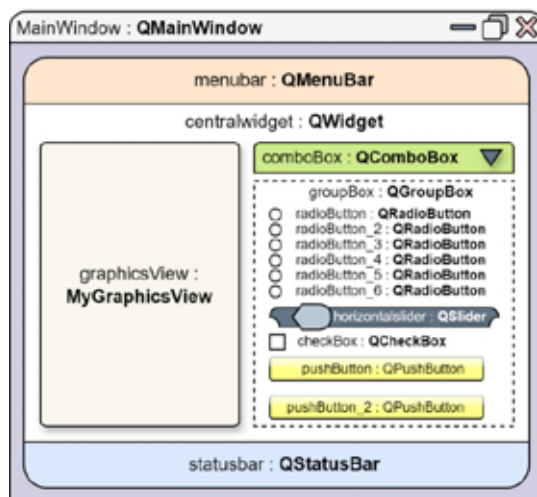 MainWindow : QMainWindow
menubar : QMenuBar
centralwidget : QWidget
graphicsView :
MyGraphicsView
comboBox : QComboBox
groupBox : QGroupBox
radioButton : QRadioButton
radioButton_2 : QRadioButton
radioButton_3 : QRadioButton
radioButton_4 : QRadioButton
radioButton_5 : QRadioButton
radioButton_6 : QRadioButton
horizontalslider : QSlider
checkBox : QCheckBox
pushButton : QPushButton
pushButton_2 : QPushButton
statusbar : QStatusBar